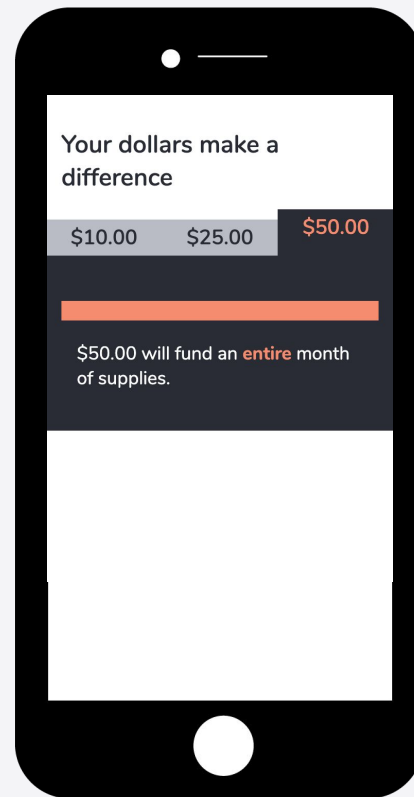 Your dollars make a
difference
$10.00 $25.00 $50.00
$50.00 will fund an entire month
of supplies.